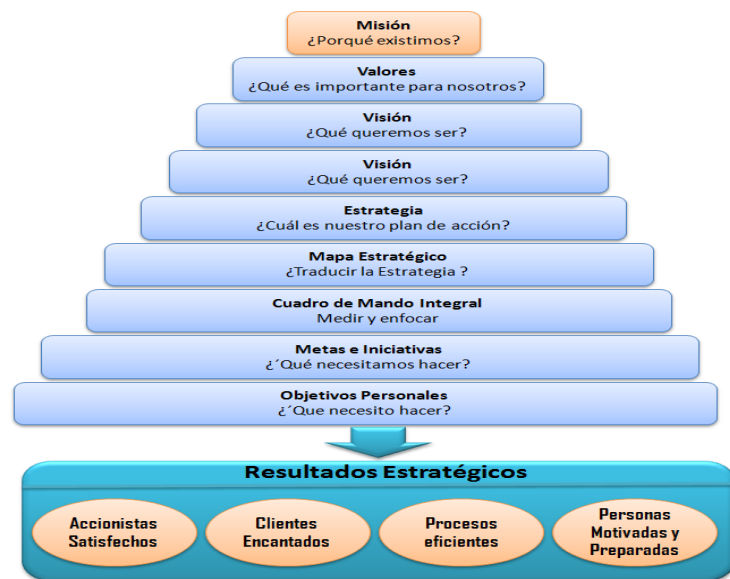 Misión
¿Porqué existimos?
Valores
¿Qué es importante para nosotros?
Visión
¿Qué queremos ser?
Visión
¿Qué queremos ser?
Estrategia
¿Cuál es nuestro plan de acción?
Mapa Estratégico
¿Traducir la Estrategia ?
Cuadro de Mando Integral
Medir y enfocar
Metas e Iniciativas
¿´Qué necesitamos hacer?
Objetivos Personales
¿´Que necesito hacer?
Resultados Estratégicos
Accionistas
Satisfechos
Clientes
Encantados
Procesos
eficientes
Personas
Motivadas y
Preparadas